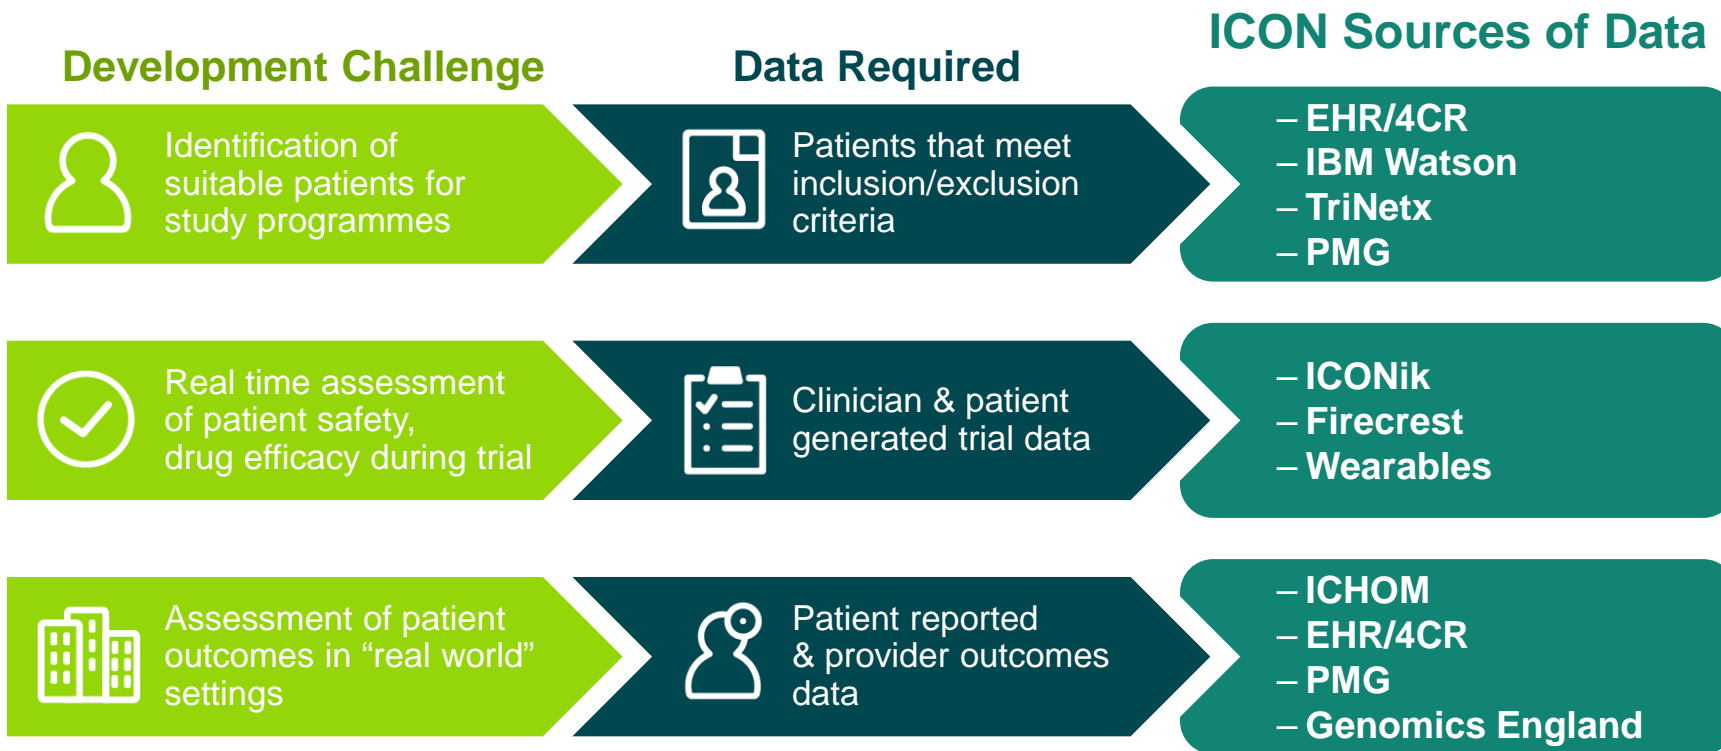 Development Challenge
Data Required
ICON Sources of Data
Identification of
suitable patients for
study programmes
Patients that meet
inclusion/exclusion
criteria
– EHR/4CR
– IBM Watson
– TriNetx
– PMG
Real time assessment
of patient safety,
drug efficacy during trial
Clinician & patient
generated trial data
– ICONik
– Firecrest
– Wearables
Assessment of patient
outcomes in “real world”
settings
Patient reported
& provider outcomes
data
– ICHOM
– EHR/4CR
– PMG
– Genomics England